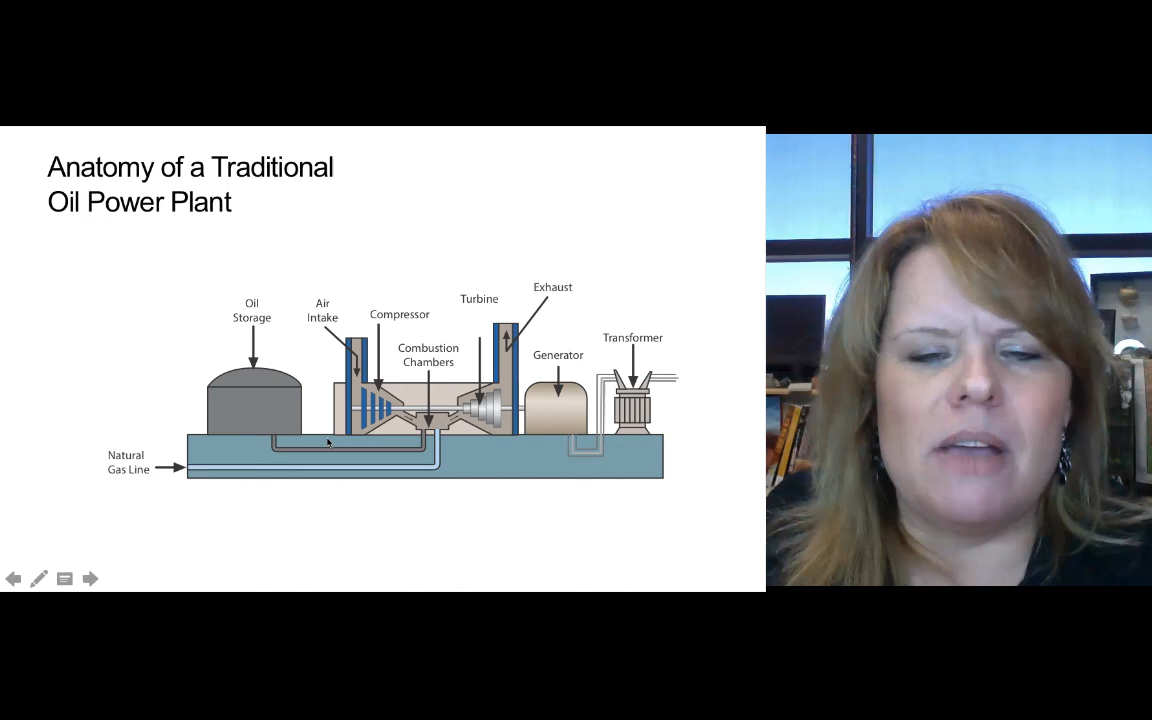 Anatomy of a Traditional
Oil Power Plant
Oil
Storage
Air
Intake
Compressor
Combustion
Chambers
Turbine
Exhaust
Generator
Transformer
Natural
Gas Line